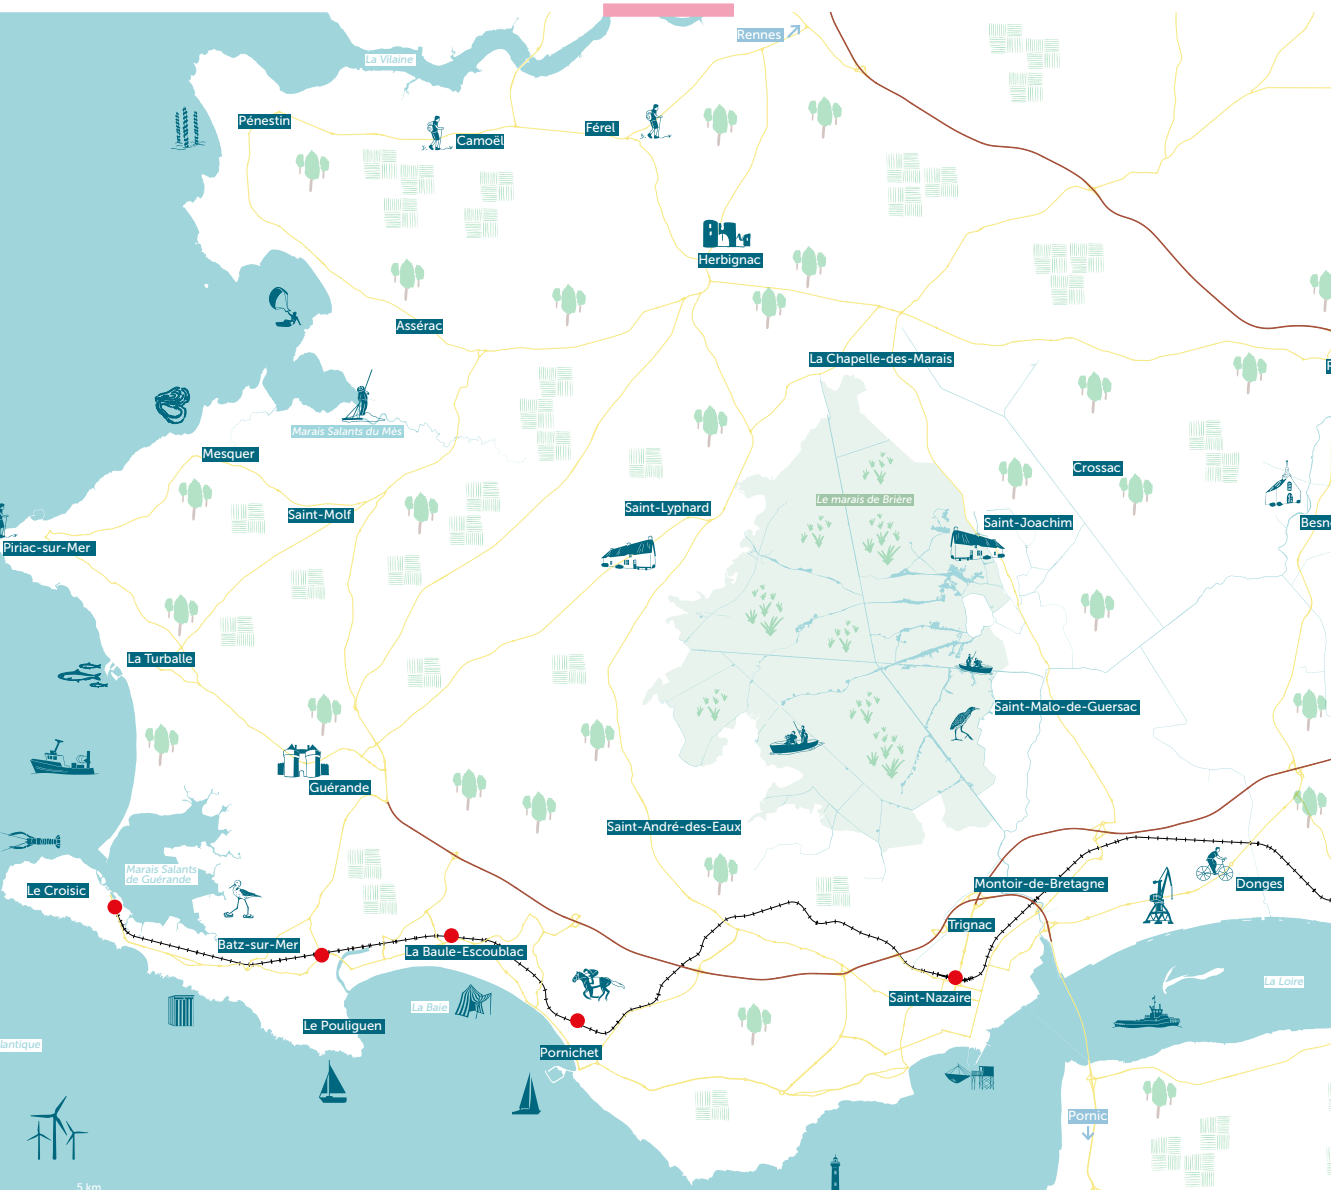 Rennes
La Vilaine
Pénestin
Férel
Camoël
Herbignac
Assérac
La Chapelle-des-Marais
Marais Salants du Mès
Mesquer
Crossac
Le marais de Brière
Saint-Lyphard
Saint-Molf
Saint-Joachim
Besn
Piriac-sur-Mer
La Turballe
Saint-Malo-de-Guersac
Guérande
Saint-André-des-Eaux
Marais Salants
de Guérande
Le Croisic
Montoir-de-Bretagne
Donges
Trignac
Batz-sur-Mer
La Baule-Escoublac
La Loire
Saint-Nazaire
La Baie
Le Pouliguen
lantique
Pornichet
Pornic
5 km